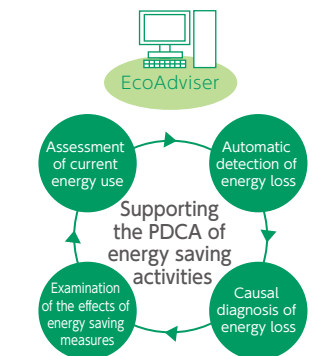 EcoAdviser
Assessment
of current
energy use
Automatic
detection of
energy loss
Supporting
the PDCA of
energy saving
activities
Examination
of the effects of
energy saving
measures
Causal
diagnosis of
energy loss